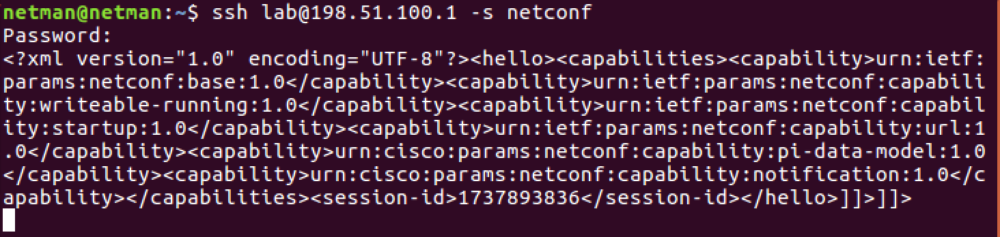 netman@netman:~$ ssh lab@198.51.100.1 -s netconf
Password:
<?xml version="1.0" encoding="UTF-8"?><hello><capabilities><capability>urn:ietf:
params:netconf:base:1.0</capability><capability>urn:ietf:params:netconf:capabili
ty:writeable-running:1.0</capability><capability>urn:ietf:params:netconf:capabil
ity:startup:1.0</capability><capability>urn:ietf:params:netconf:capability:url:1
.0</capability><capability>urn:cisco:params:netconf:capability:pi-data-model:1.0
</capability><capability>urn:cisco:params:netconf:capability:notification:1.0</c
apability></capabilities><session-id>1737893836</session-id></hello>]]>]]>